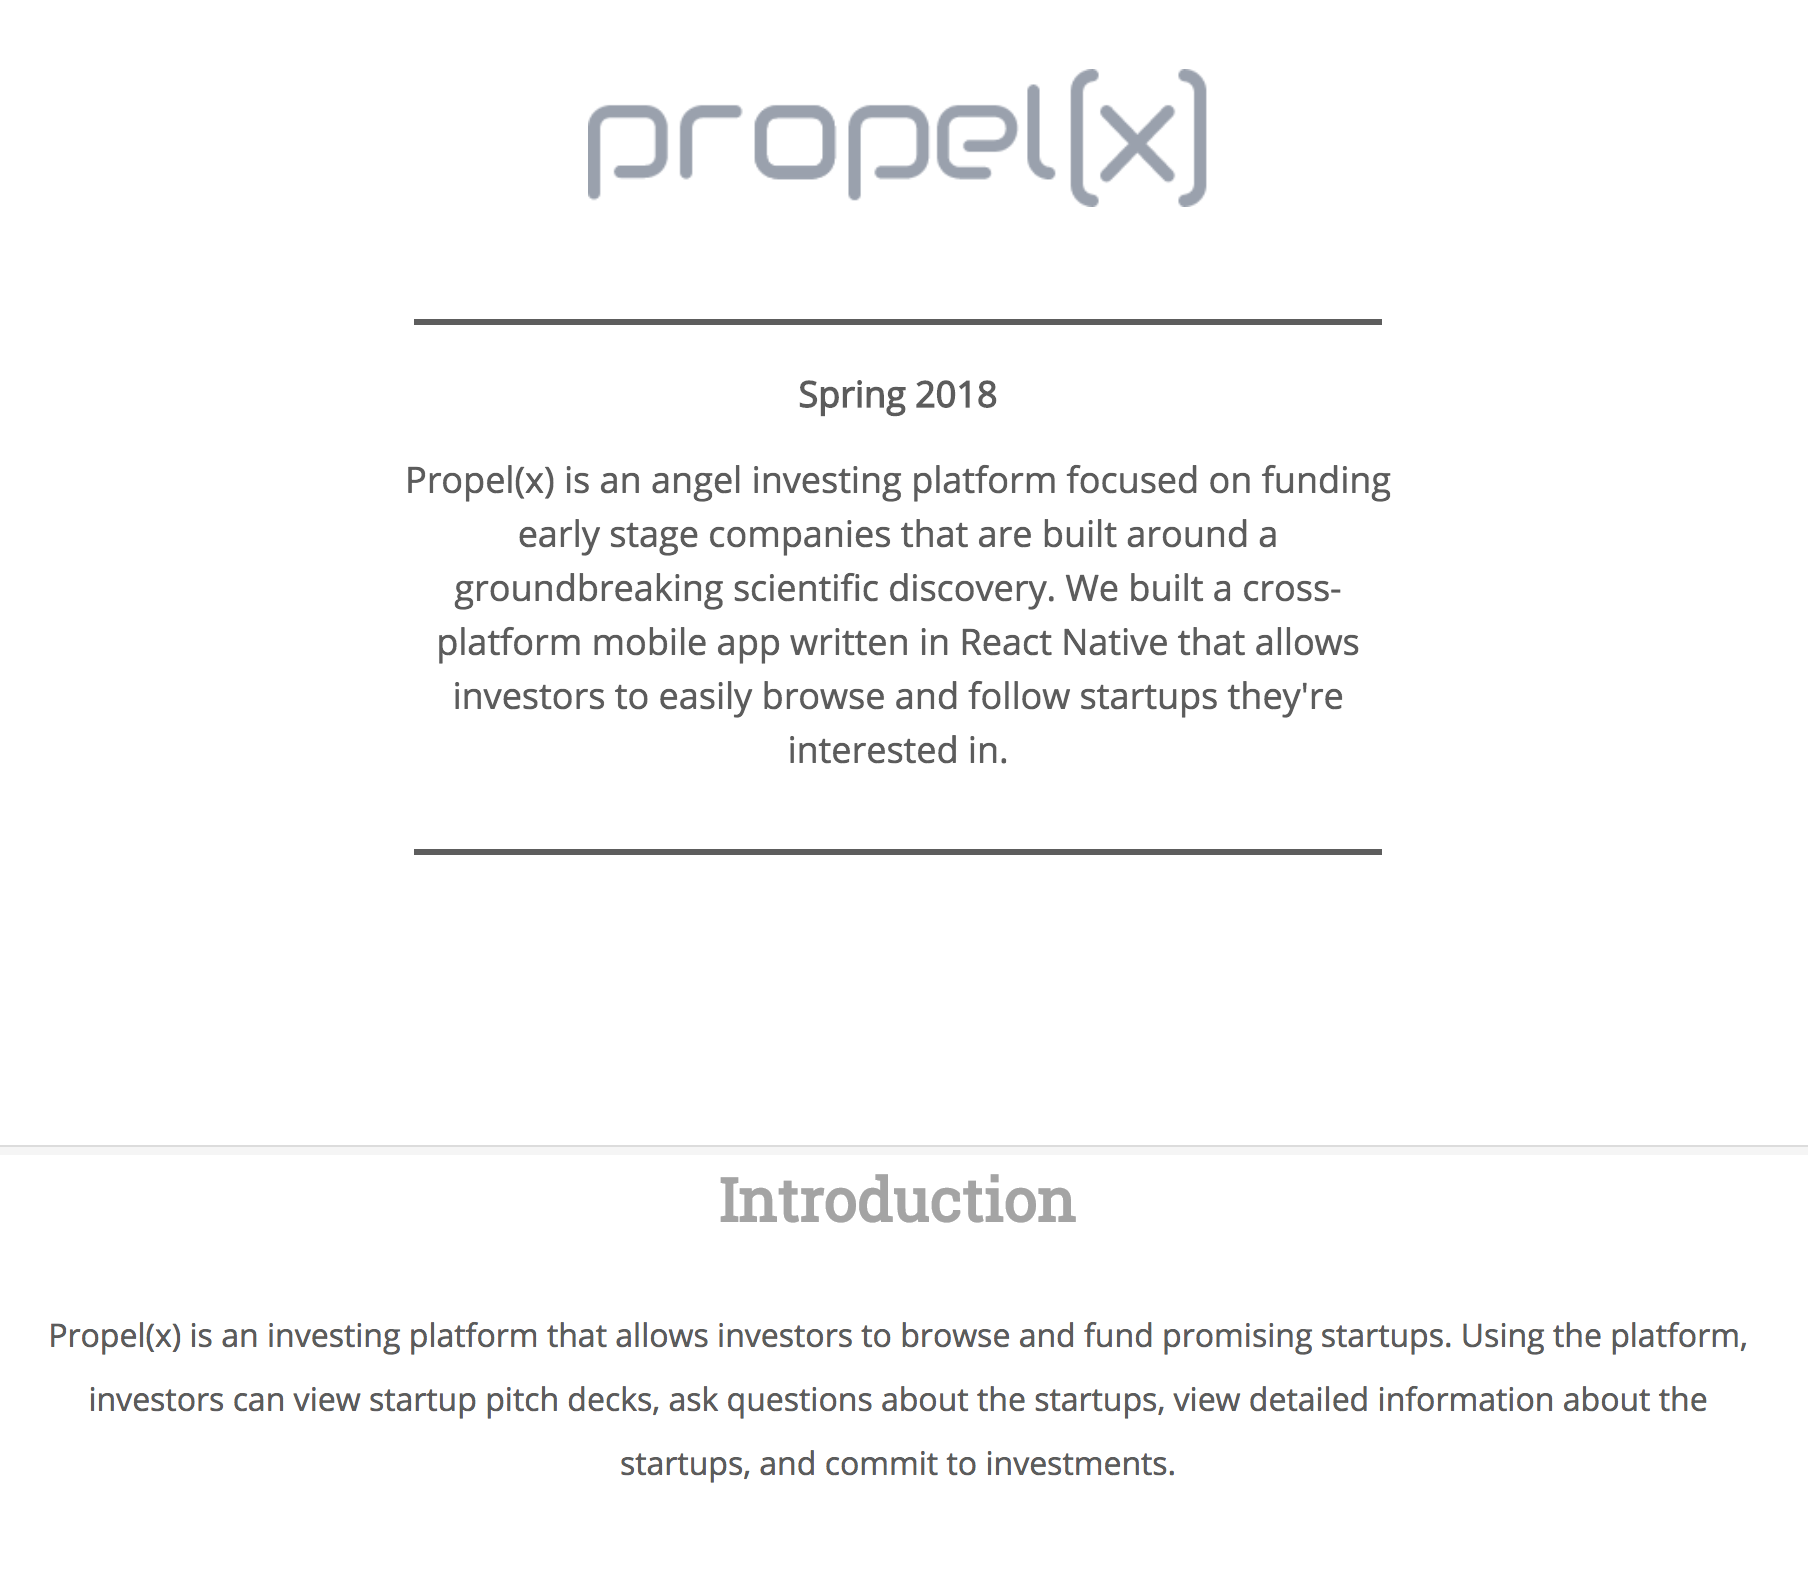 propel(x)
Spring 2018
Propel(x) is an angel investing platform focused on funding
early stage companies that are built around a
groundbreaking scientific discovery. We built a cross-
platform mobile app written in React Native that allows
investors to easily browse and follow startups they're
interested in.
Introduction
Propel(x) is an investing platform that allows investors to browse and fund promising startups. Using the platform,
investors can view startup pitch decks, ask questions about the startups, view detailed information about the
startups, and commit to investments.